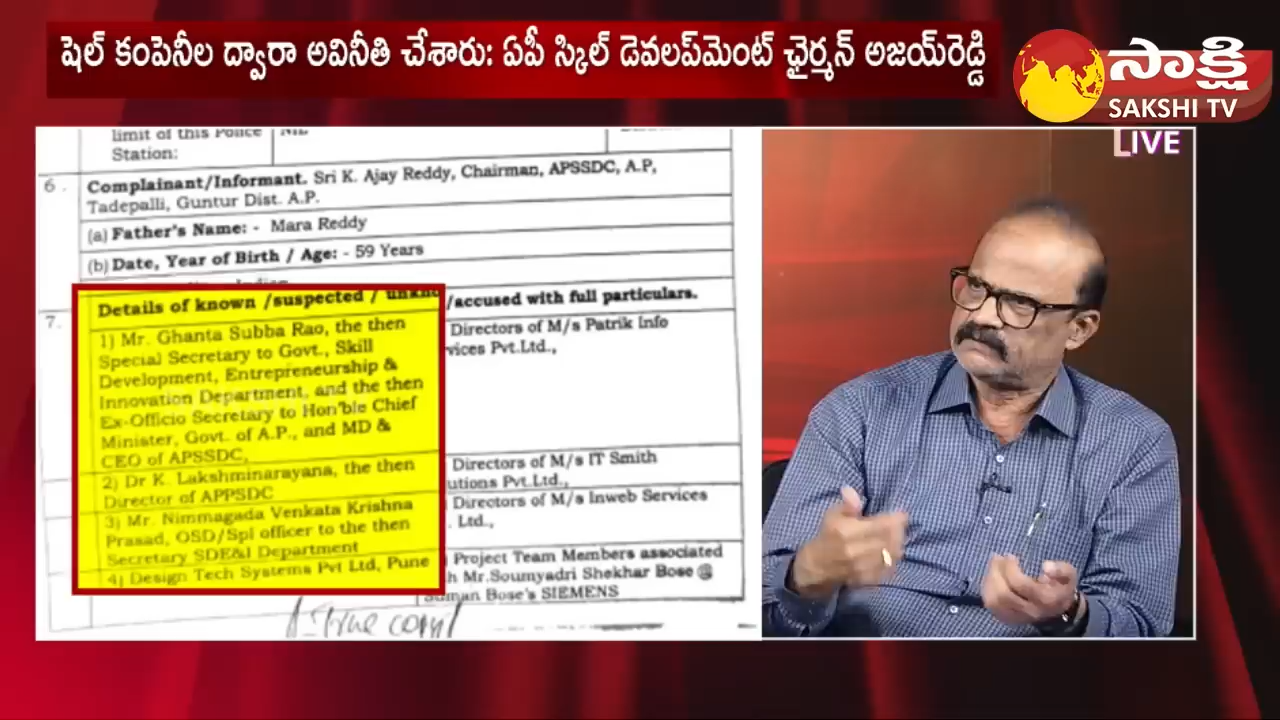 షెల్ కంపెనీల ద్వారా అవినీతి చేశారు: ఏపీ స్కిల్ డెవలప్‌మెంట్ ఛైర్మన్ అజయ్‌రెడ్డి
సాక్షి
SAKSHI TV
LIVE
limit of this Police
Station:
NIL
6 . Complainant/Informant. Sri K. Ajay Reddy, Chairman, APSSDC, A.P,
Tadepalli, Guntur Dist. A.P.
(a) Father's Name: - Mara Reddy
(b) Date, Year of Birth / Age: - 59 Years
7. Details of known /suspected / /accused with full particulars.
1) Mr. Ghanta Subba Rao, the then
Special Secretary to Govt., Skill
Development, Entrepreneurship &
Innovation Department, and the then
Ex-Officio Secretary to Hon'ble Chief
Minister, Govt. of A.P., and MD &
CEO of APSSDC,
2) Dr K. Lakshminarayana, the then
Director of APPSDC
3) Mr. Nimmagada Venkata Krishna
Prasad, OSD/Spl officer to the then
Secretary SDE&I Department
4) Design Tech Systems Pvt Ltd, Pune
Directors of M/s Patrik Info
vices Pvt.Ltd.,
Directors of M/s IT Smith
utions Pvt.Ltd.,
Directors of M/s Inweb Services
. Ltd.,
Project Team Members associated
h Mr.Soumyadri Shekhar Bose @
Suman Bose's SIEMENS